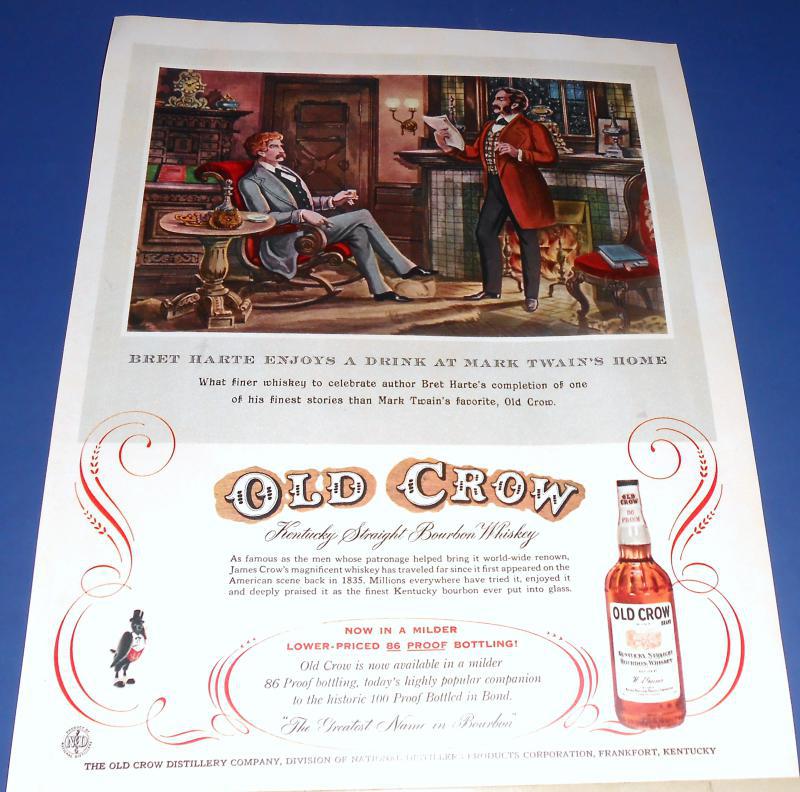 BRET HARTE ENJOYS A DRINK AT MARK TWAIN'S HOME
What finer whiskey to celebrate author Bret Harte's completion of one
of his finest stories than Mark Twain's favorite, Old Crow.
OLD CROW
Kentucky Straight Bourbon Whiskey
As famous as the men whose patronage helped bring it world-wide renown,
James Crow's magnificent whiskey has traveled far since it first appeared on the
American scene back in 1835. Millions everywhere have tried it, enjoyed it
and deeply praised it as the finest Kentucky bourbon ever put into glass.
NOW IN A MILDER
LOWER-PRICED 86 PROOF BOTTLING!
Old Crow is now available in a milder
86 Proof bottling, today's highly popular companion
to the historic 100 Proof Bottled in Bond.
"The Greatest Name in Bourbon"
OLD
CROW
86
PROOF
OLD CROW
BRAND
KENTUCKY STRAIGHT
BOURBON WHISKEY
THE OLD CROW DISTILLERY COMPANY, DIVISION OF NATIONAL DISTILLERS PRODUCTS CORPORATION, FRANKFORT, KENTUCKY